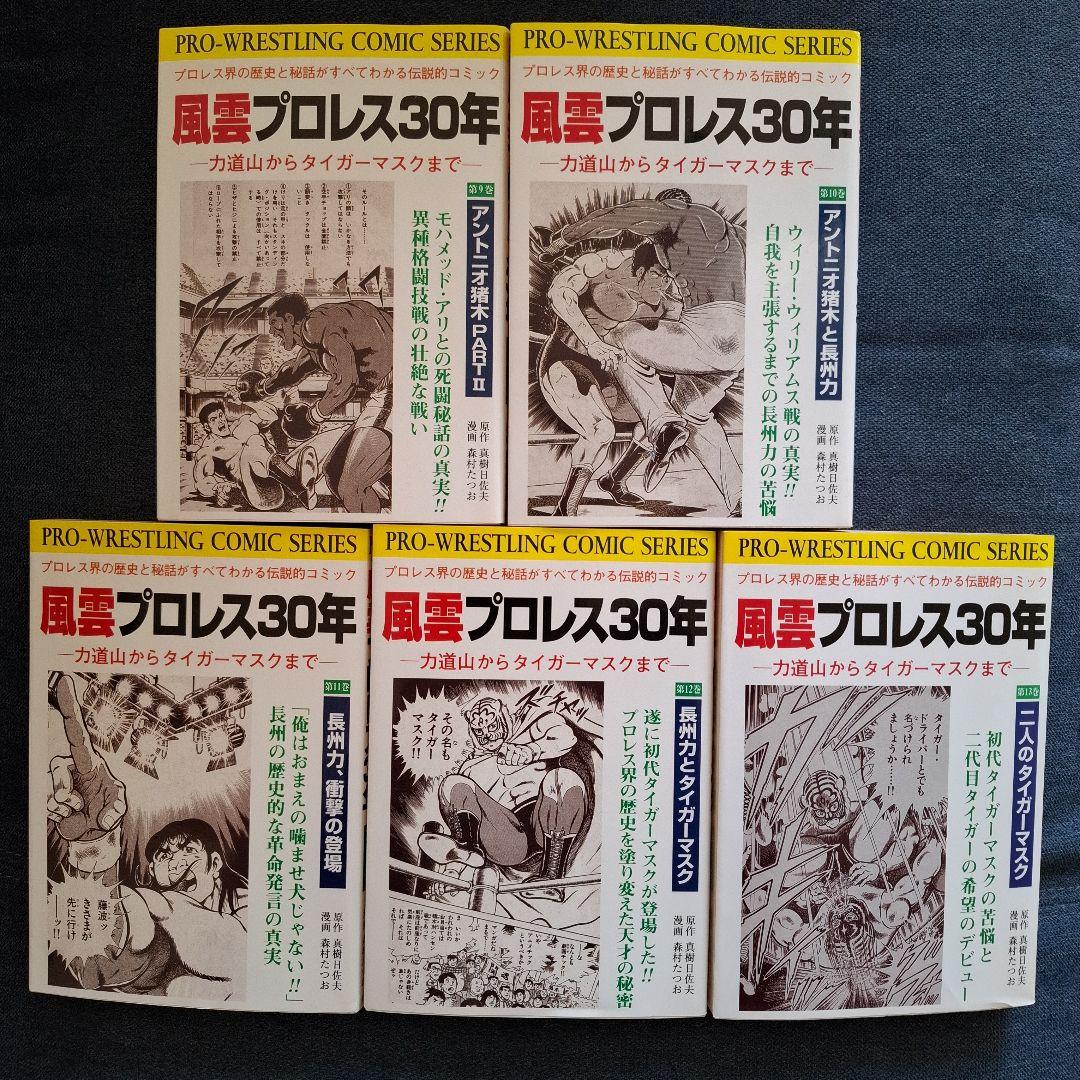 PRO-WRESTLING COMIC SERIES
プロレス界の歴史と秘話がすべてわかる伝説的コミック
風雲プロレス30年
―力道山からタイガーマスクまで―
第9巻
アントニオ猪木 PARTⅡ
モハメッド・アリとの死闘秘話の真実!!
異種格闘技戦の壮絶な戦い
原作 真樹日佐夫
漫画 森村たつお
PRO-WRESTLING COMIC SERIES
プロレス界の歴史と秘話がすべてわかる伝説的コミック
風雲プロレス30年
―力道山からタイガーマスクまで―
第10巻
アントニオ猪木と長州力
ウィリー・ウィリアムス戦の真実!!
自我を主張するまでの長州力の苦悩
原作 真樹日佐夫
漫画 森村たつお
PRO-WRESTLING COMIC SERIES
プロレス界の歴史と秘話がすべてわかる伝説的コミック
風雲プロレス30年
―力道山からタイガーマスクまで―
第11巻
長州力、衝撃の登場
「俺はおまえの噛ませ犬じゃない!!」
長州の歴史的な革命発言の真実
原作 真樹日佐夫
漫画 森村たつお
藤波ッ
きさまが
先に行け
ーッ!!
PRO-WRESTLING COMIC SERIES
プロレス界の歴史と秘話がすべてわかる伝説的コミック
風雲プロレス30年
―力道山からタイガーマスクまで―
第12巻
長州力とタイガーマスク
遂に初代タイガーマスクが登場した!!
プロレス界の歴史を塗り変えた天才の秘密
原作 真樹日佐夫
漫画 森村たつお
その名も
タイガー
マスク!!
PRO-WRESTLING COMIC SERIES
プロレス界の歴史と秘話がすべてわかる伝説的コミック
風雲プロレス30年
―力道山からタイガーマスクまで―
第13巻
二人のタイガーマスク
初代タイガーマスクの苦悩と
二代目タイガーの希望のデビュー
原作 真樹日佐夫
漫画 森村たつお
タイガー・
ドライバーとでも
名づけられ
ましょうか……!!